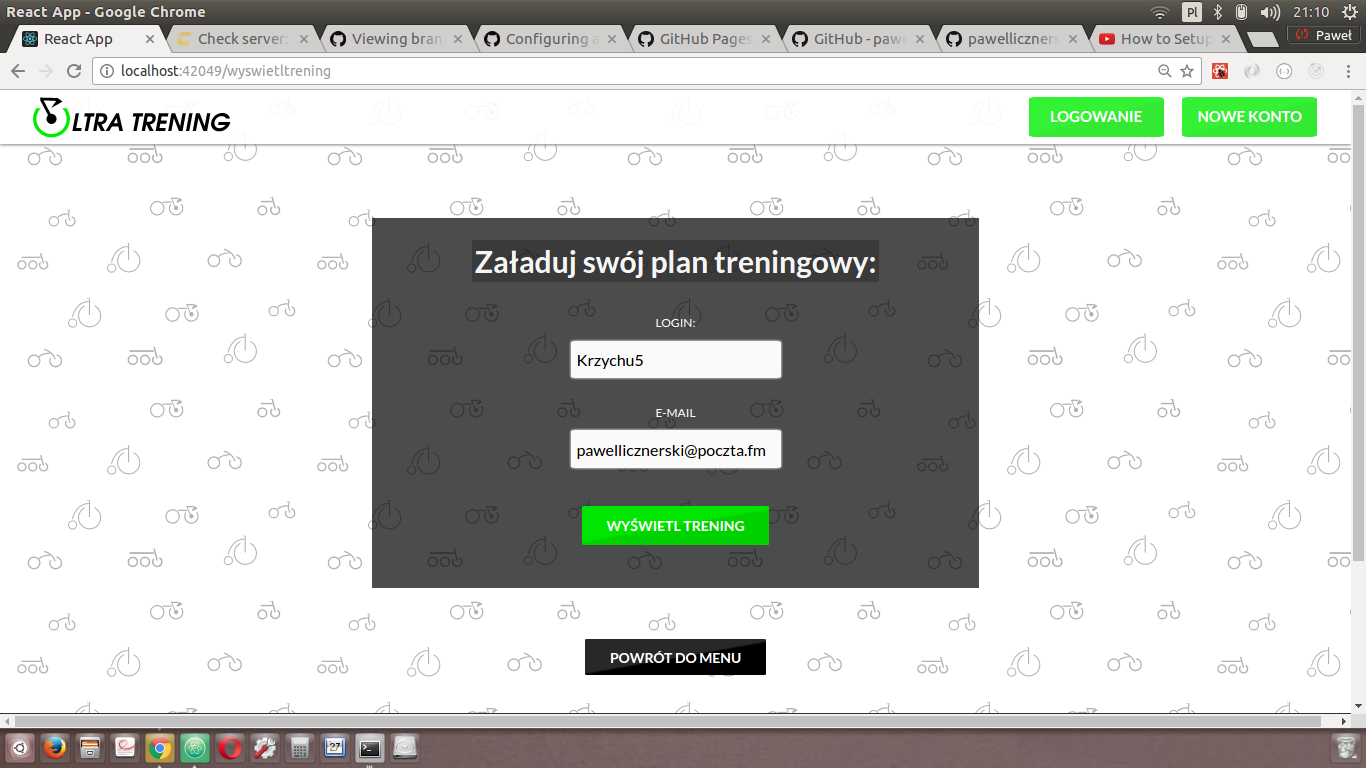 React App - Google Chrome
Pl
21:10
React App
Check server:
Viewing bran
Configuring a
GitHub Pages
GitHub - pawe
pawelliczners
How to Setup
Paweł
localhost:42049/wyswietltrening
LTRA TRENING
LOGOWANIE
NOWE KONTO
Załaduj swój plan treningowy:
LOGIN:
Krzychu5
E-MAIL
pawellicznerski@poczta.fm
WYŚWIETL TRENING
POWRÓT DO MENU
27